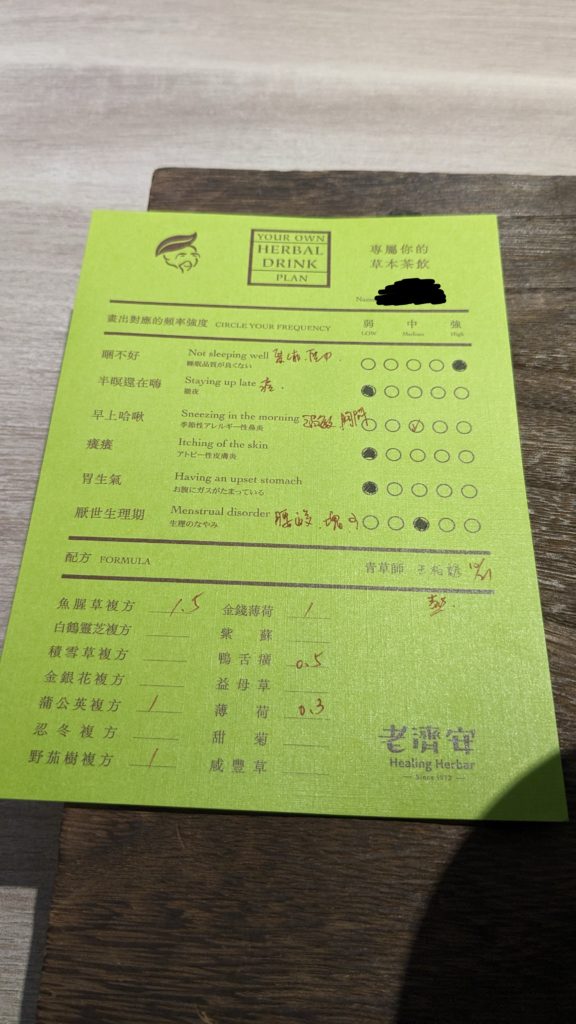 YOUR OWN
HERBAL
DRINK
PLAN
專屬你的
草本茶飲
Name
畫出對應的頻率強度 CIRCLE YOUR FREQUENCY
弱 中 強
LOW Medium High
睏不好 Not sleeping well
睡眠品質が良くない
半暝還在嗨 Staying up late
徹夜
早上哈啾 Sneezing in the morning 過敏
季節性アレルギー性鼻炎
癢癢 Itching of the skin
アトピー性皮膚炎
胃生氣 Having an upset stomach
お腹にガスがたまっている
厭世生理期 Menstrual disorder 腰酸 塊
生理のなやみ
配方 FORMULA
青草師
魚腥草複方 1.5 金錢薄荷 1
白鶴靈芝複方 紫蘇
積雪草複方 鴨舌癀 0.5
金銀花複方 益母草
蒲公英複方 1 薄荷 0.3
忍冬複方 甜菊
野茄樹複方 1 咸豐草
老濟安
Healing Herbar
Since 1972